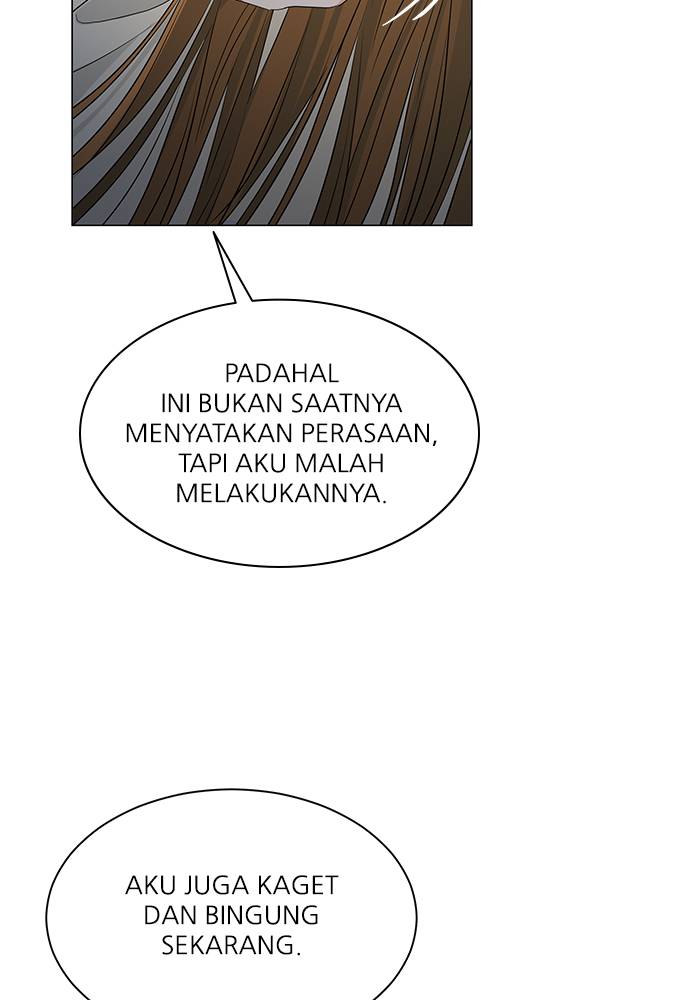 PADAHAL
INI BUKAN SAATNYA
MENYATAKAN PERASAAN,
TAPI AKU MALAH
MELAKUKANNYA.
AKU JUGA KAGET
DAN BINGUNG
SEKARANG.